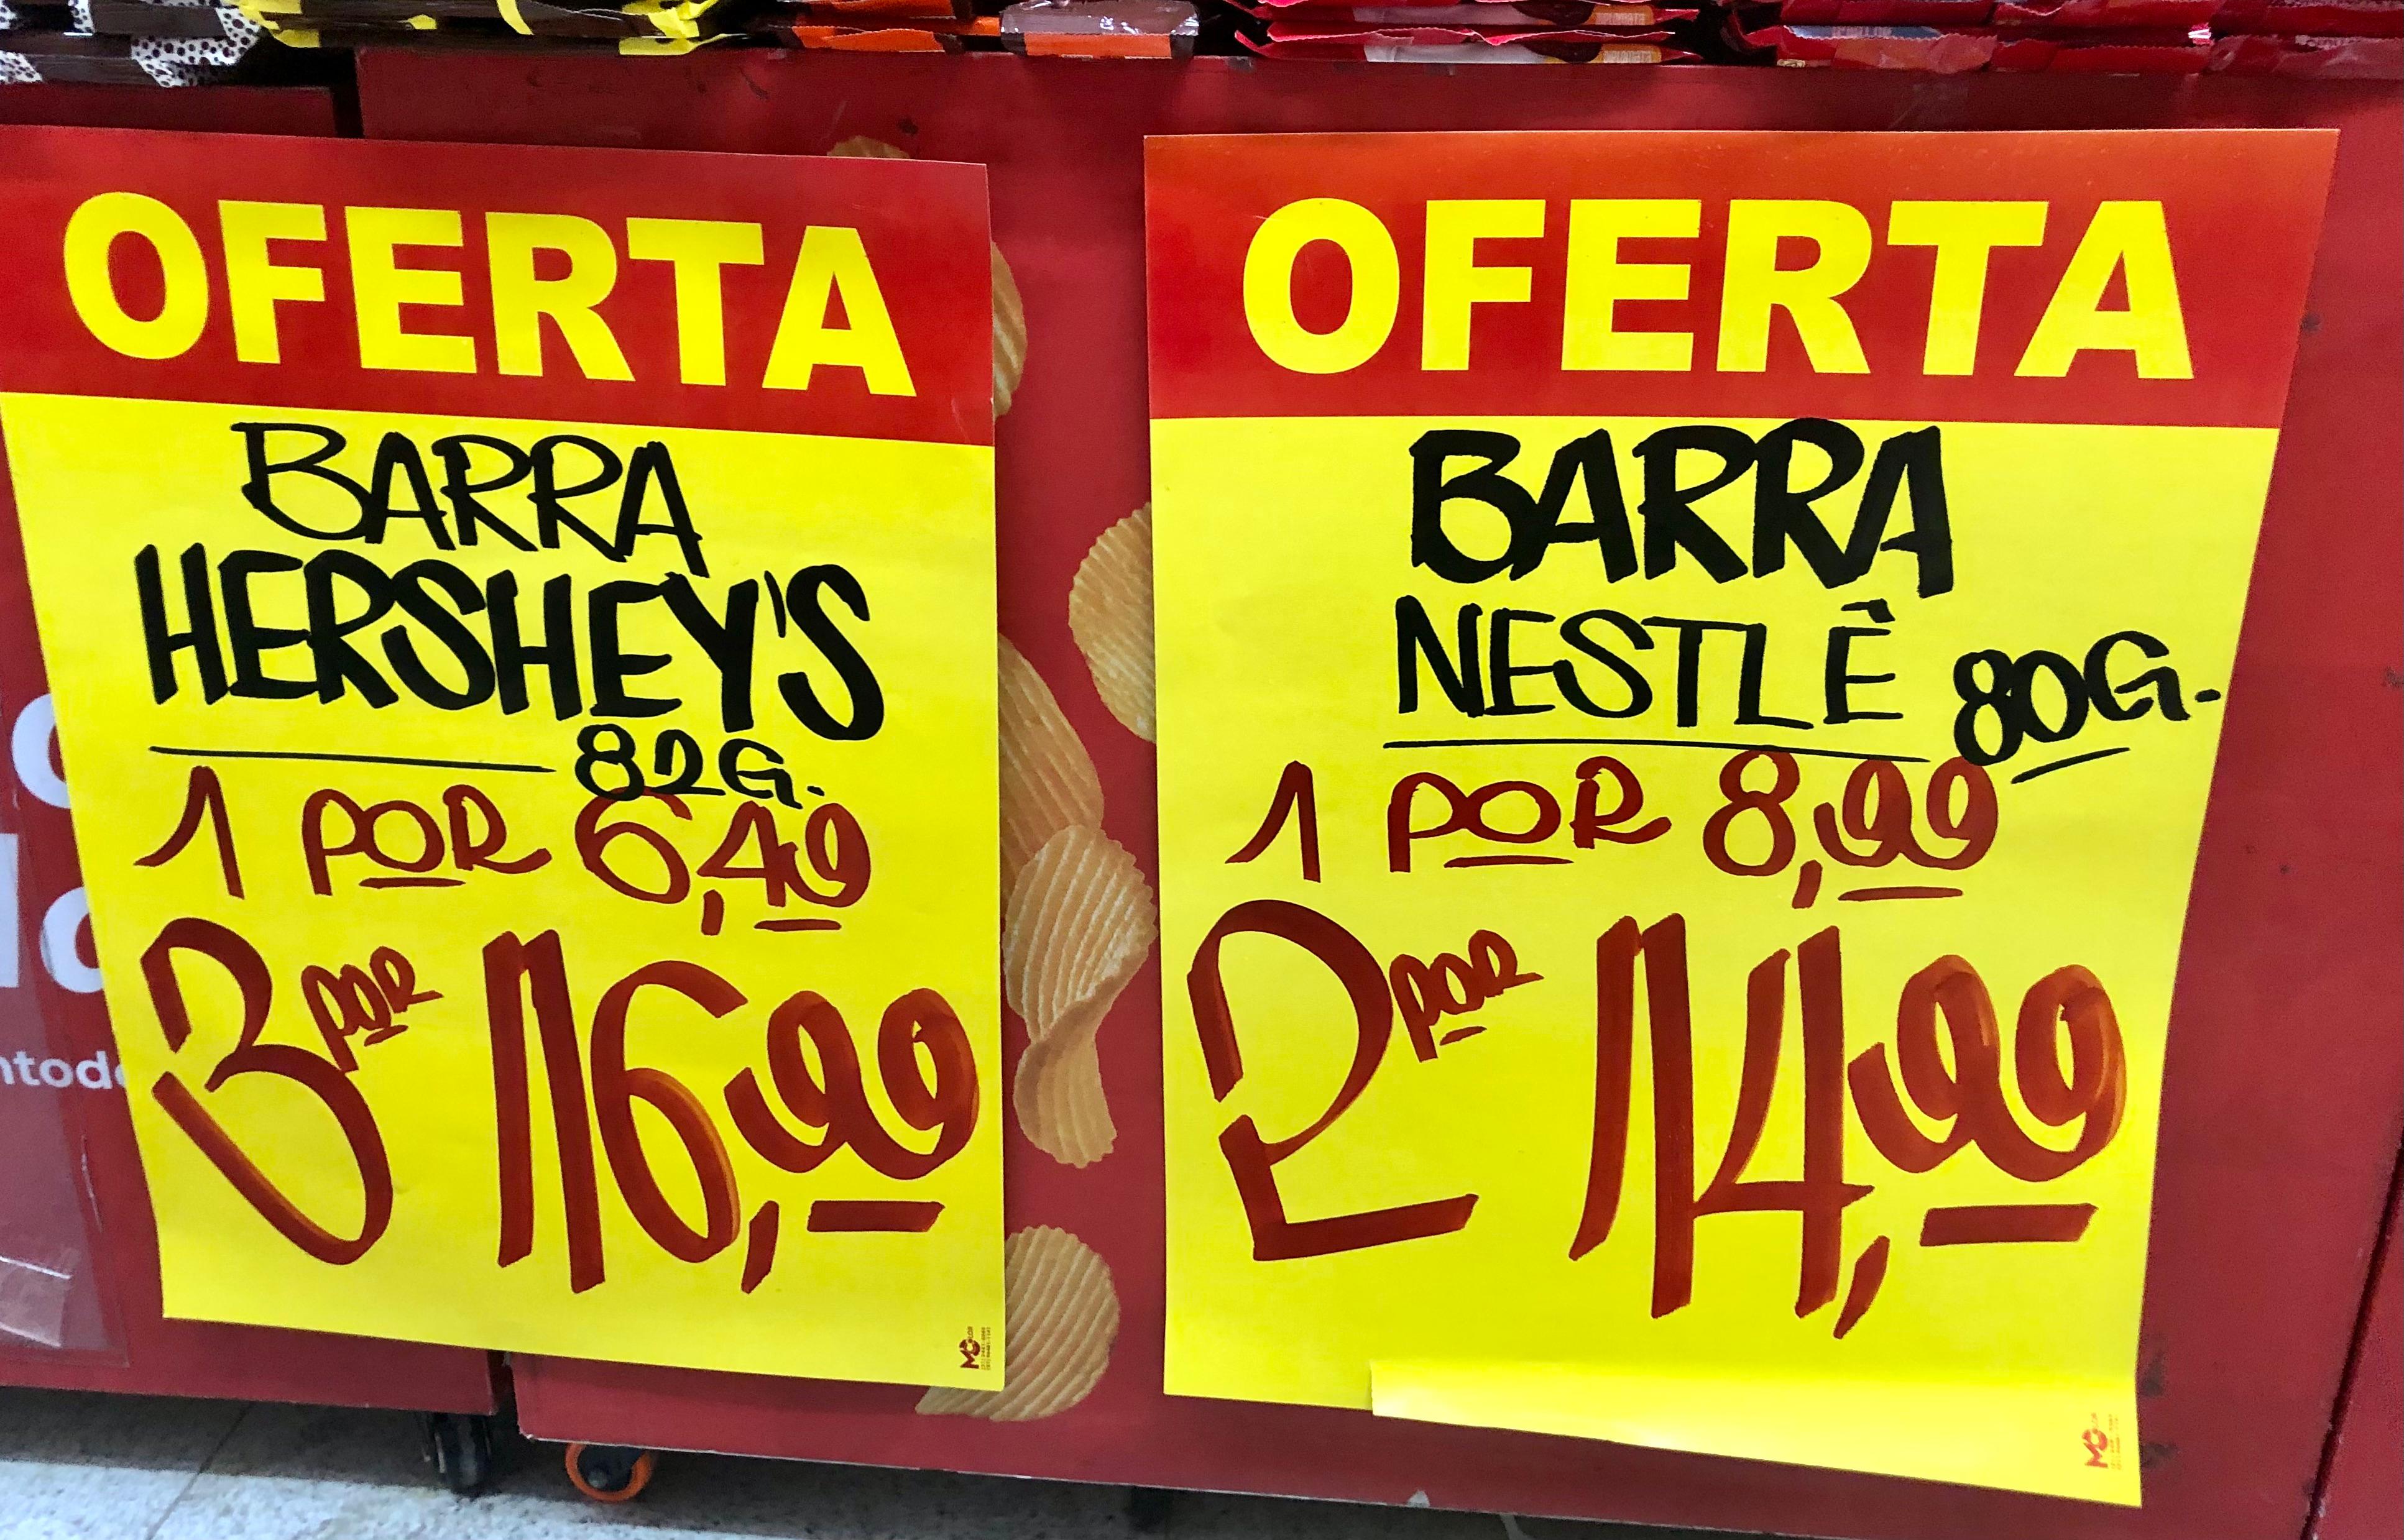 OFERTA
BARRA
HERSHEY'S
82G.
1 POR 6,49
3 POR 16,99
OFERTA
BARRA
NESTLÊ 80G.
1 POR 8,99
2 POR 14,99